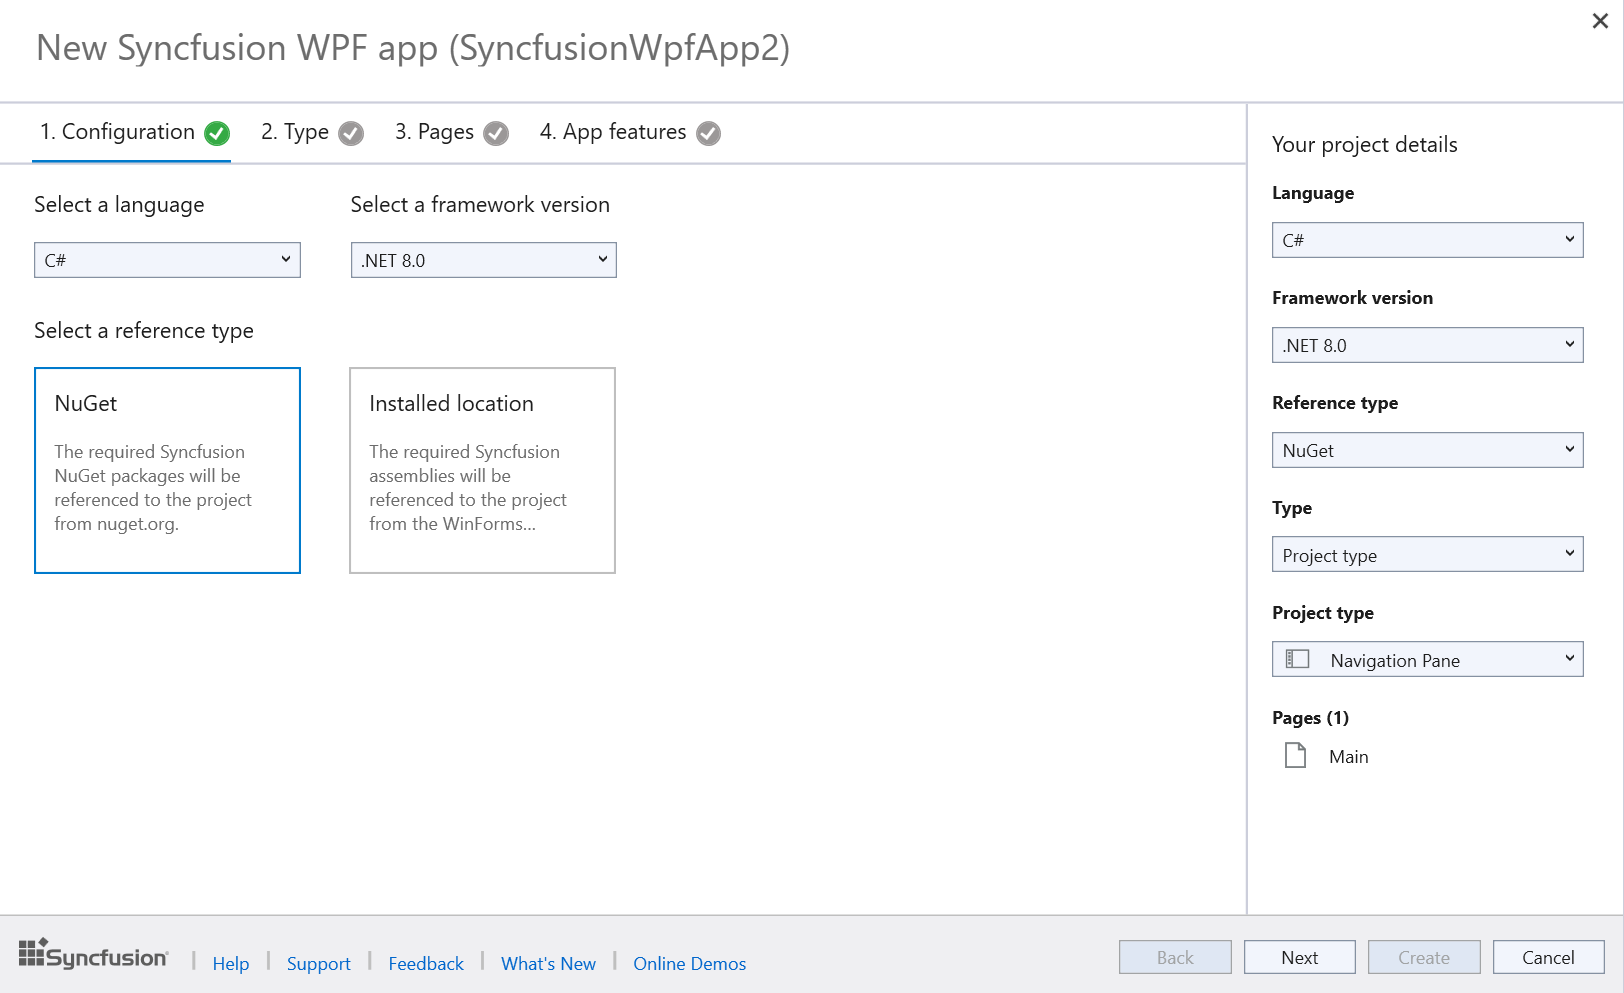 New Syncfusion WPF app (SyncfusionWpfApp2)
1. Configuration
2. Type
3. Pages
4. App features
Select a language
Select a framework version
C#
.NET 8.0
Select a reference type
NuGet
The required Syncfusion
NuGet packages will be
referenced to the project
from nuget.org.
Installed location
The required Syncfusion
assemblies will be
referenced to the project
from the WinForms...
Your project details
Language
C#
Framework version
.NET 8.0
Reference type
NuGet
Type
Project type
Project type
Navigation Pane
Pages (1)
Main
Syncfusion
Help
Support
Feedback
What's New
Online Demos
Back
Next
Create
Cancel